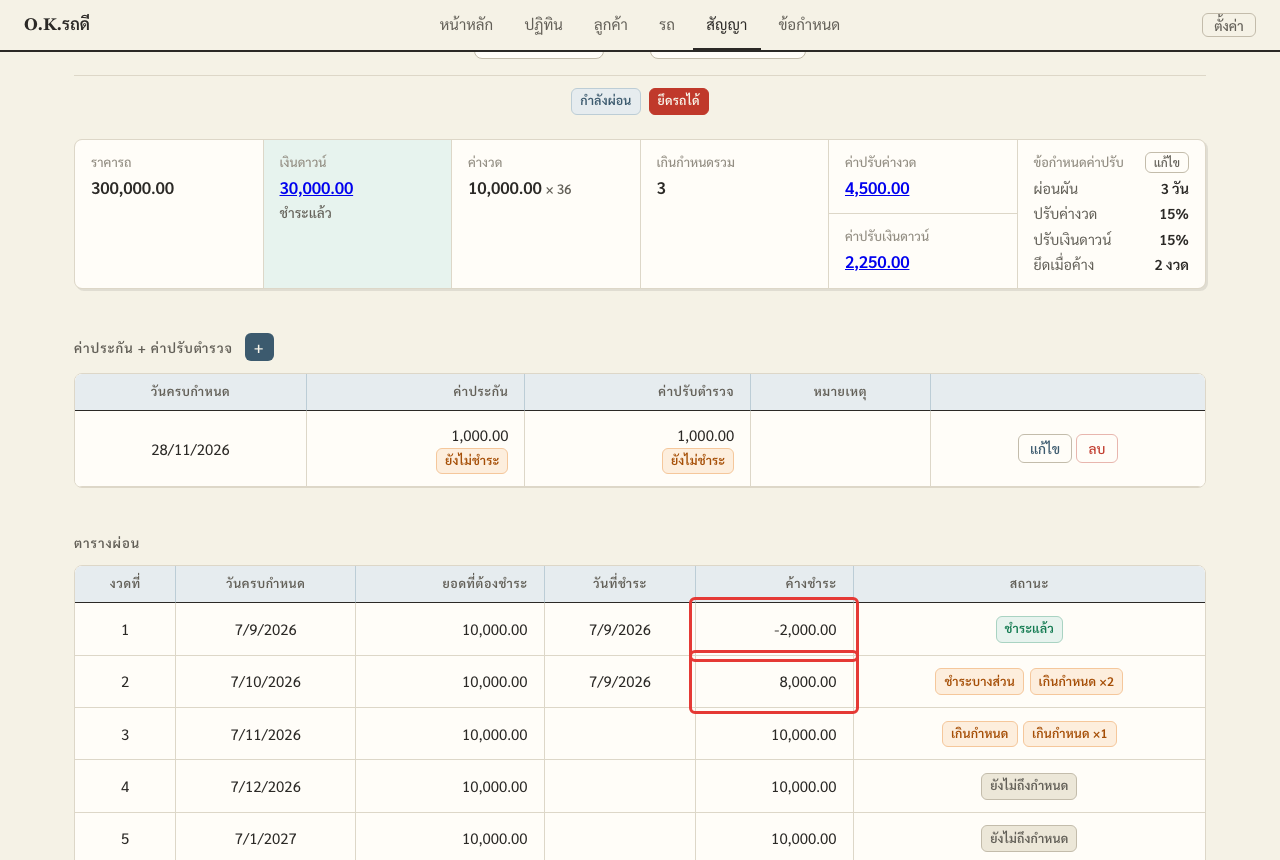 O.K.รถดี
หน้าหลัก ปฏิทิน ลูกค้า รถ สัญญา ข้อกำหนด ตั้งค่า
กำลังผ่อน ยึดรถได้
ราคารถ
300,000.00
เงินดาวน์
30,000.00
ชำระแล้ว
ค่างวด
10,000.00 × 36
เกินกำหนดรวม
3
ค่าปรับค่างวด
4,500.00
ค่าปรับเงินดาวน์
2,250.00
ข้อกำหนดค่าปรับ แก้ไข
ผ่อนผัน 3 วัน
ปรับค่างวด 15%
ปรับเงินดาวน์ 15%
ยึดเมื่อค้าง 2 งวด
ค่าประกัน + ค่าปรับตำรวจ +
วันครบกำหนด ค่าประกัน ค่าปรับตำรวจ หมายเหตุ
28/11/2026 1,000.00 ยังไม่ชำระ 1,000.00 ยังไม่ชำระ แก้ไข ลบ
ตารางผ่อน
งวดที่ วันครบกำหนด ยอดที่ต้องชำระ วันที่ชำระ ค้างชำระ สถานะ
1 7/9/2026 10,000.00 7/9/2026 -2,000.00 ชำระแล้ว
2 7/10/2026 10,000.00 7/9/2026 8,000.00 ชำระบางส่วน เกินกำหนด ×2
3 7/11/2026 10,000.00 10,000.00 เกินกำหนด เกินกำหนด ×1
4 7/12/2026 10,000.00 10,000.00 ยังไม่ถึงกำหนด
5 7/1/2027 10,000.00 10,000.00 ยังไม่ถึงกำหนด